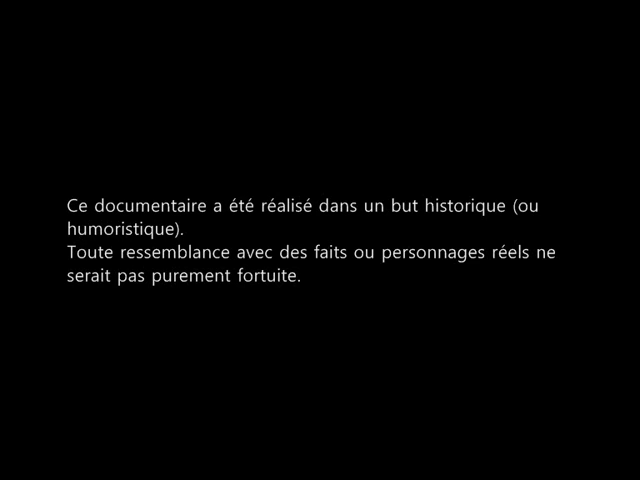 Ce documentaire a été réalisé dans un but historique (ou
humoristique).
Toute ressemblance avec des faits ou personnages réels ne
serait pas purement fortuite.